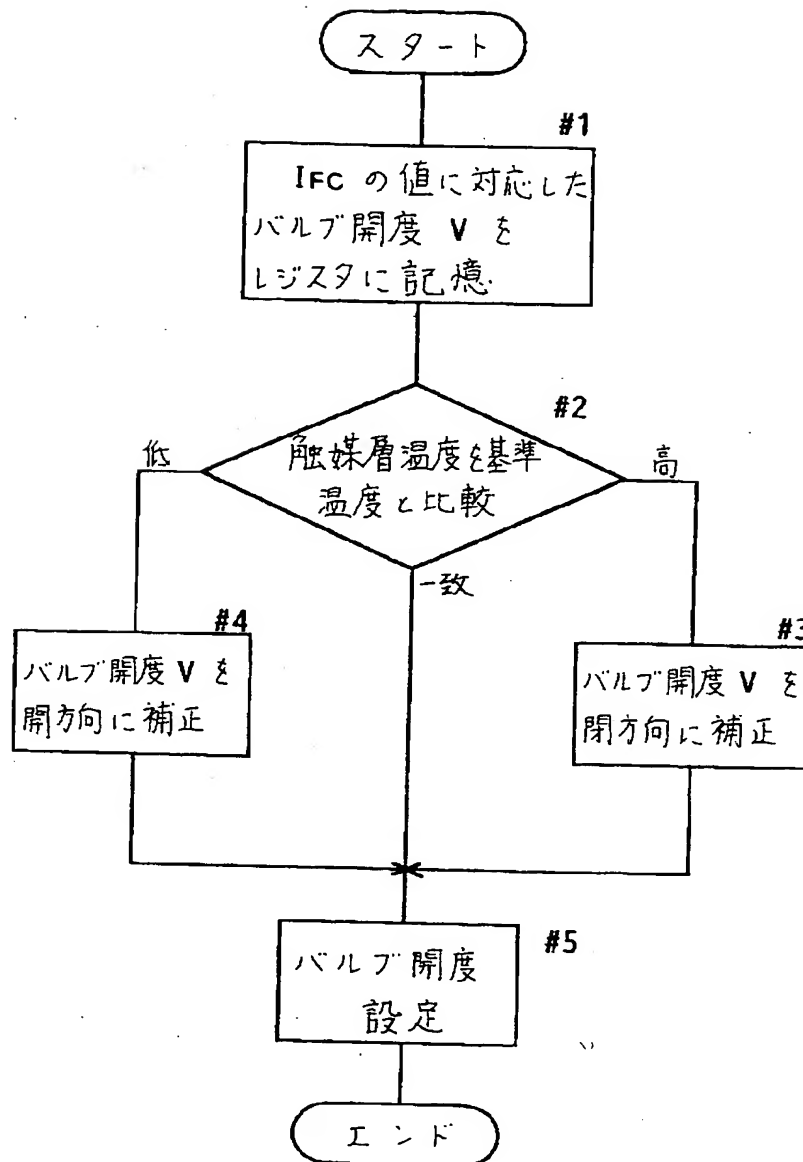 スタート
#1
IFC の値に対応した
バルブ開度 V を
レジスタに記憶
#2
触媒層温度を基準
温度と比較
低
高
一致
#4
バルブ開度 V を
開方向に補正
#3
バルブ開度 V を
閉方向に補正
#5
バルブ開度
設定
エンド